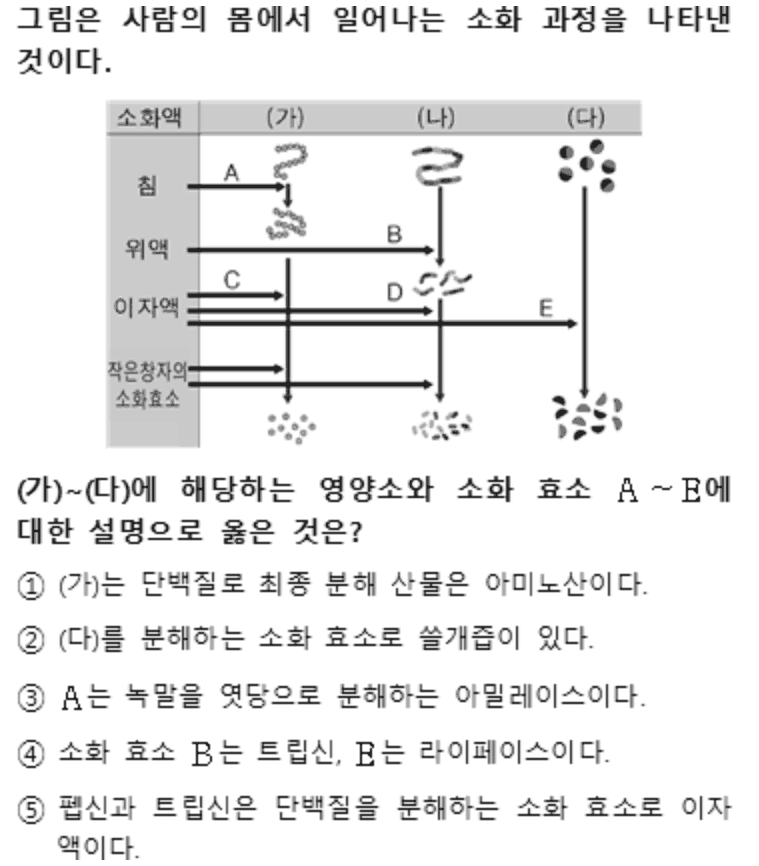 그림은 사람의 몸에서 일어나는 소화 과정을 나타낸
것이다.
소화액 (가) (나) (다)
침 A
위액 B
이자액 C D E
작은창자의
소화효소
(가)~(다)에 해당하는 영양소와 소화 효소 A ~ E에
대한 설명으로 옳은 것은?
① (가)는 단백질로 최종 분해 산물은 아미노산이다.
② (다)를 분해하는 소화 효소로 쓸개즙이 있다.
③ A는 녹말을 엿당으로 분해하는 아밀레이스이다.
④ 소화 효소 B는 트립신, E는 라이페이스이다.
⑤ 펩신과 트립신은 단백질을 분해하는 소화 효소로 이자
액이다.